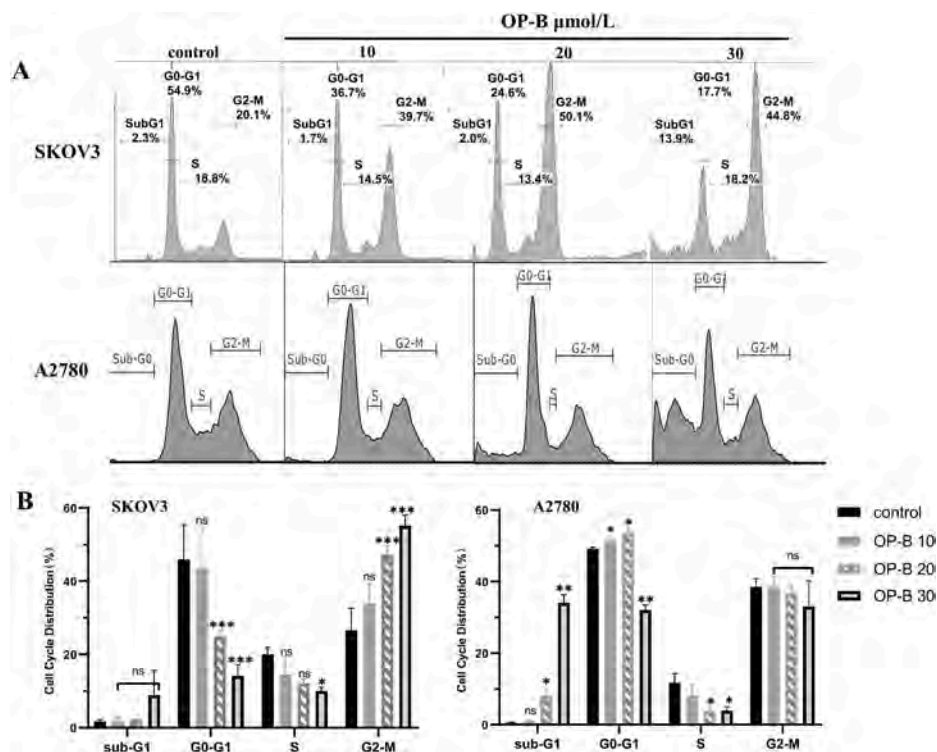 OP-B μmol/L
control 10 20 30
A
SKOV3
G0-G1
54.9%
SubG1
2.3%
S
18.8%
G2-M
20.1%
G0-G1
36.7%
SubG1
1.7%
S
14.5%
G2-M
39.7%
G0-G1
24.6%
SubG1
2.0%
S
13.4%
G2-M
50.1%
G0-G1
17.7%
SubG1
13.9%
S
18.2%
G2-M
44.8%
A2780
G0-G1
Sub-G0
S
G2-M
G0-G1
Sub-G0
S
G2-M
G0-G1
Sub-G0
S
G2-M
G0-G1
Sub-G0
S
G2-M
B
SKOV3
Cell Cycle Distribution (%)
60
40
20
0
ns
ns
***
***
ns
ns
*
ns
***
***
sub-G1 G0-G1 S G2-M
A2780
Cell Cycle Distribution (%)
60
40
20
0
ns
*
**
*
*
**
*
*
ns
sub-G1 G0-G1 S G2-M
control
OP-B 10
OP-B 20
OP-B 30